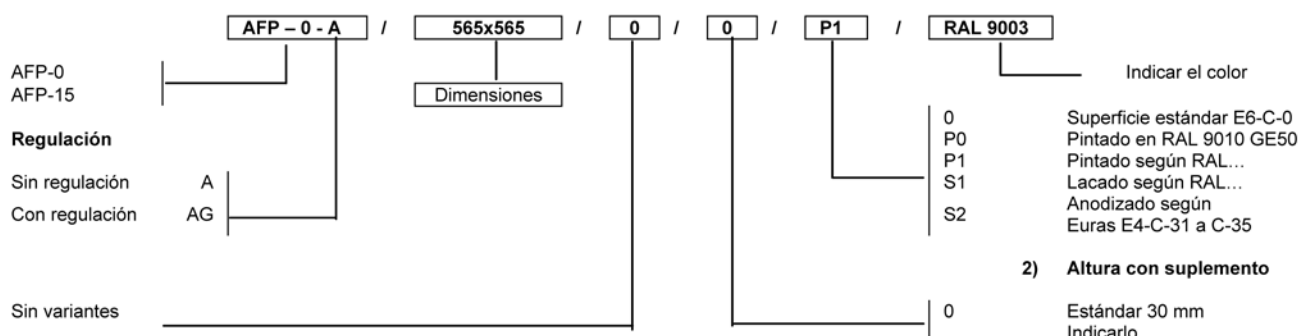 AFP – 0 - A / 565x565 / 0 / 0 / P1 / RAL 9003
AFP-0
AFP-15
Dimensiones
Indicar el color
Regulación
Sin regulación A
Con regulación AG
0 Superficie estándar E6-C-0
P0 Pintado en RAL 9010 GE50
P1 Pintado según RAL...
S1 Lacado según RAL...
S2 Anodizado según
Euras E4-C-31 a C-35
2) Altura con suplemento
Sin variantes
0 Estándar 30 mm
Indicarlo